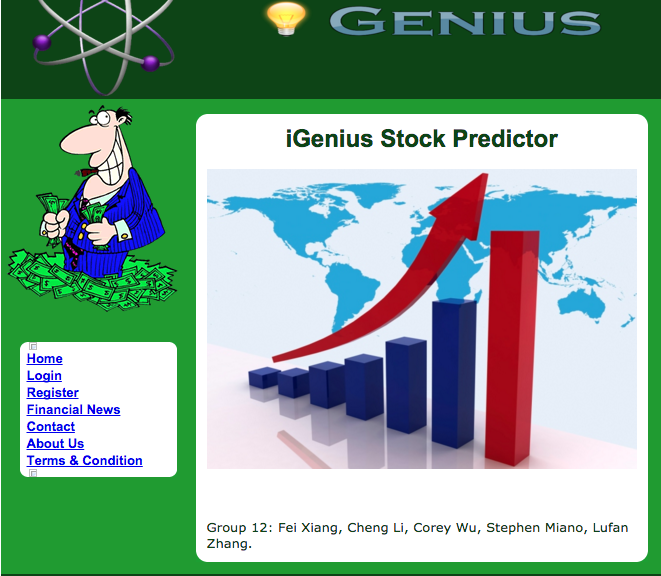 GENIUS
iGenius Stock Predictor
Home
Login
Register
Financial News
Contact
About Us
Terms & Condition
Group 12: Fei Xiang, Cheng Li, Corey Wu, Stephen Miano, Lufan
Zhang.